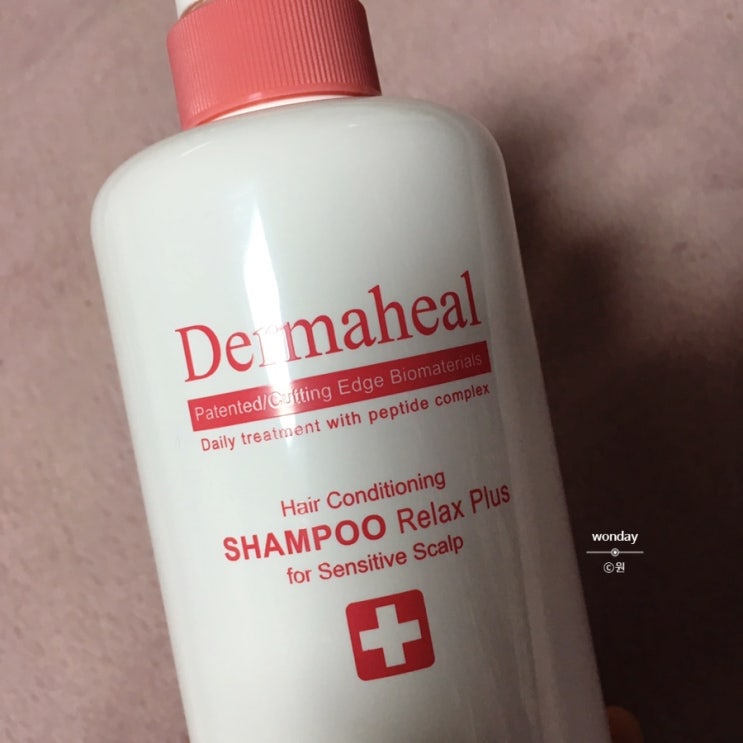 Dermaheal
Patented/Cutting Edge Biomaterials
Daily treatment with peptide complex
Hair Conditioning
SHAMPOO Relax Plus
for Sensitive Scalp
wonday
ⓒ원